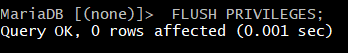 MariaDB [(none)]>  FLUSH PRIVILEGES;
Query OK, 0 rows affected (0.001 sec)